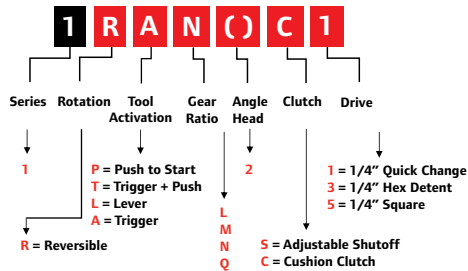 1 R A N ( ) C 1
Series Rotation Tool Activation Gear Ratio Angle Head Clutch Drive
1
P = Push to Start
T = Trigger + Push
L = Lever
A = Trigger
2
1 = 1/4” Quick Change
3 = 1/4” Hex Detent
5 = 1/4” Square
L
M
N
Q
R = Reversible
S = Adjustable Shutoff
C = Cushion Clutch